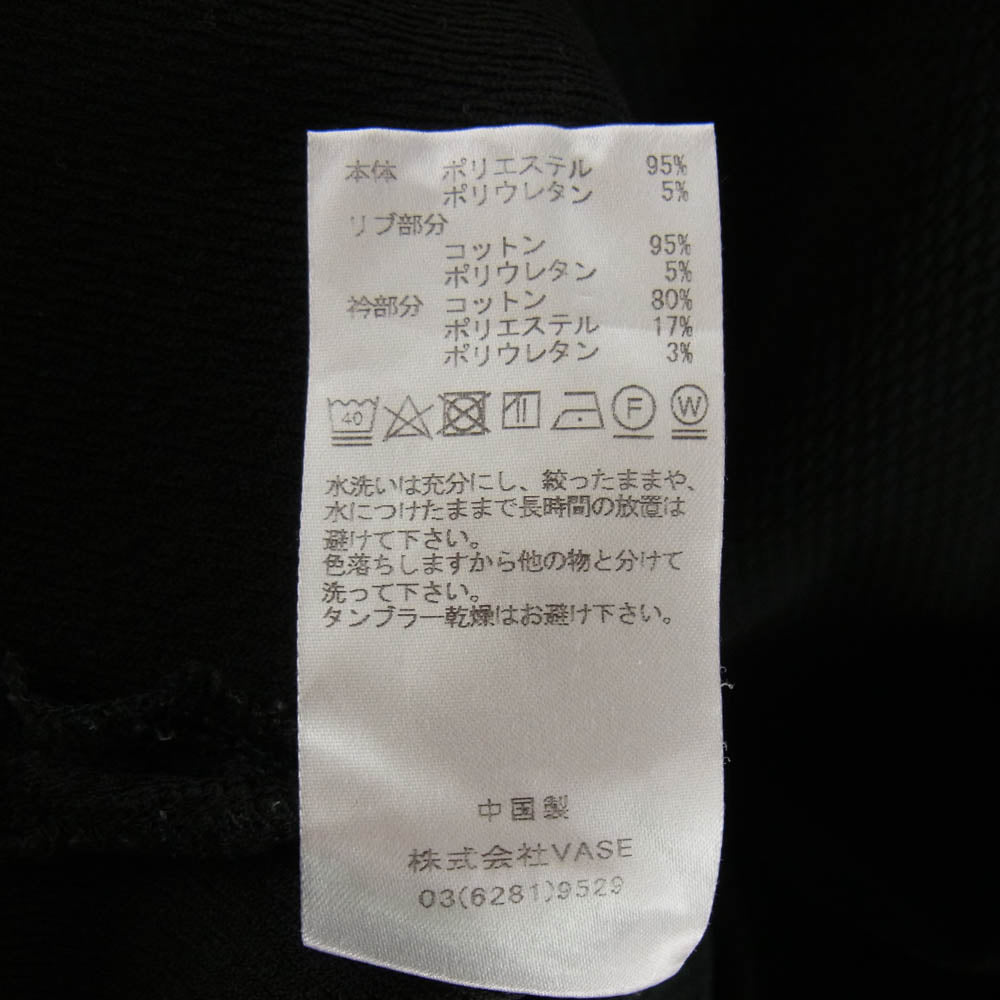 本体 ポリエステル 95%
ポリウレタン 5%
リブ部分
コットン 95%
ポリウレタン 5%
衿部分 コットン 80%
ポリエステル 17%
ポリウレタン 3%
40 F W
水洗いは充分にし、絞ったままや、
水につけたままで長時間の放置は
避けて下さい。
色落ちしますから他の物と分けて
洗って下さい。
タンブラー乾燥はお避け下さい。
中国製
株式会社VASE
03(6281)9529